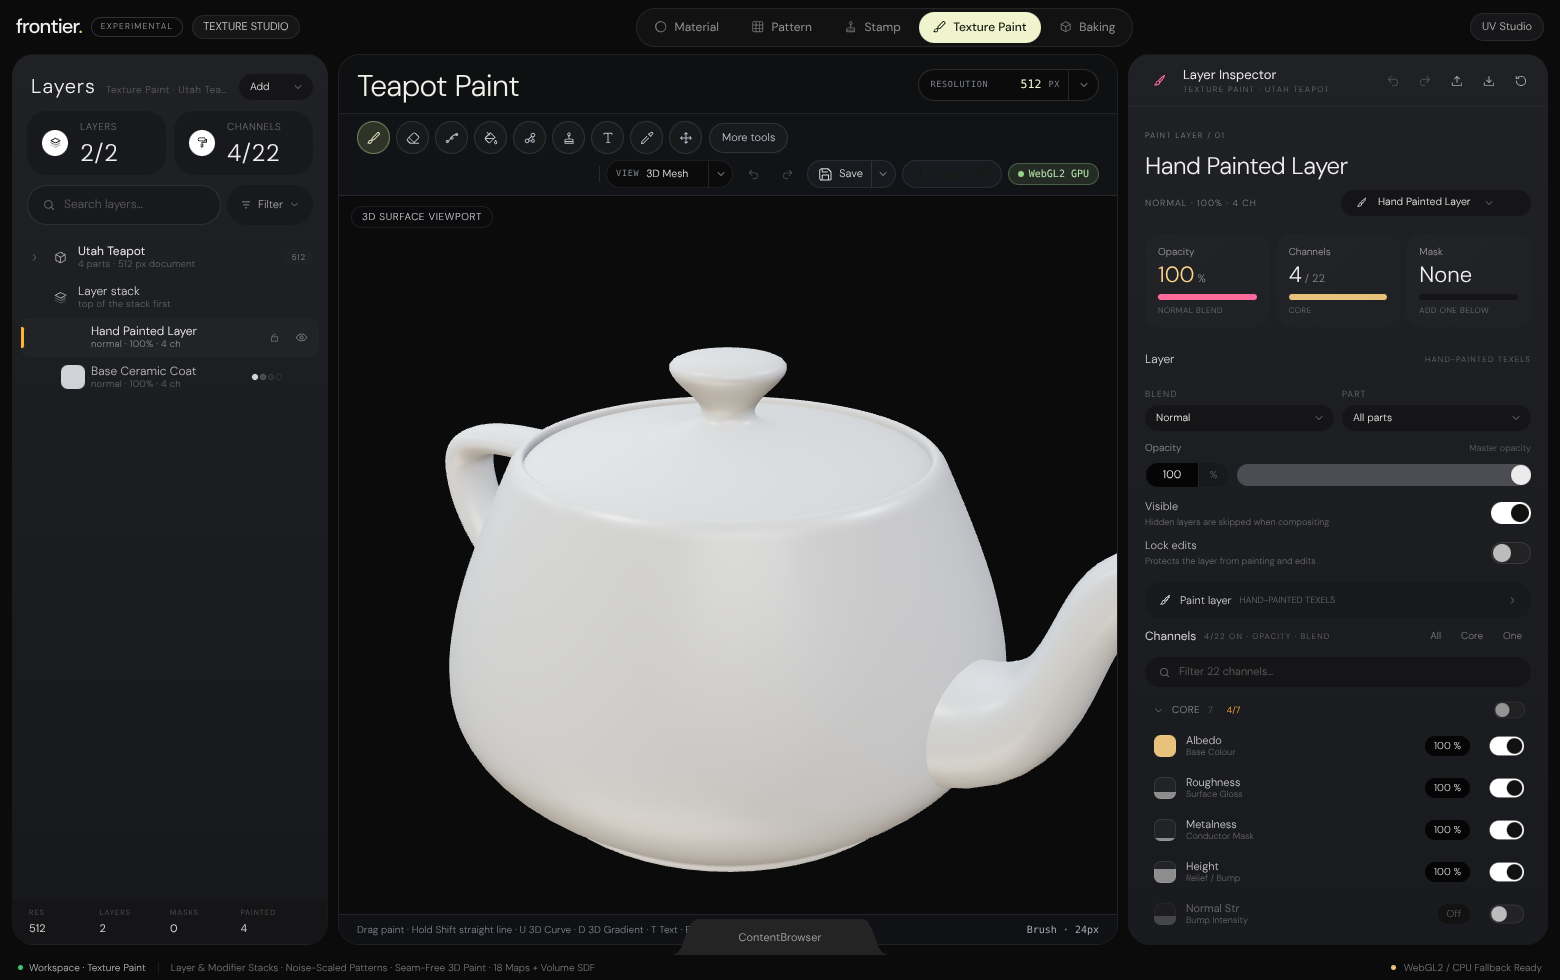 frontier.
EXPERIMENTAL
TEXTURE STUDIO
Material
Pattern
Stamp
Texture Paint
Baking
UV Studio
Layers
Texture Paint · Utah Tea...
Add
LAYERS
2/2
CHANNELS
4/22
Search layers...
Filter
Utah Teapot
4 parts · 512 px document
512
Layer stack
top of the stack first
Hand Painted Layer
normal · 100% · 4 ch
Base Ceramic Coat
normal · 100% · 4 ch
RES
512
LAYERS
2
MASKS
0
PAINTED
4
Teapot Paint
RESOLUTION 512 PX
More tools
VIEW 3D Mesh
Save
WebGL2 GPU
3D SURFACE VIEWPORT
Drag paint · Hold Shift straight line · U 3D Curve · D 3D Gradient · T Text ·
ContentBrowser
Brush · 24px
Layer Inspector
TEXTURE PAINT · UTAH TEAPOT
PAINT LAYER / 01
Hand Painted Layer
NORMAL · 100% · 4 CH
Hand Painted Layer
Opacity
100 %
NORMAL BLEND
Channels
4 / 22
CORE
Mask
None
ADD ONE BELOW
Layer
HAND-PAINTED TEXELS
BLEND
Normal
PART
All parts
Opacity
Master opacity
100 %
Visible
Hidden layers are skipped when compositing
Lock edits
Protects the layer from painting and edits
Paint layer HAND-PAINTED TEXELS
Channels 4/22 ON · OPACITY · BLEND
All
Core
One
Filter 22 channels...
CORE 7 4/7
Albedo
Base Colour
100 %
Roughness
Surface Gloss
100 %
Metalness
Conductor Mask
100 %
Height
Relief / Bump
100 %
Normal Str
Bump Intensity
Off
Workspace · Texture Paint
Layer & Modifier Stacks · Noise-Scaled Patterns · Seam-Free 3D Paint · 18 Maps + Volume SDF
WebGL2 / CPU Fallback Ready